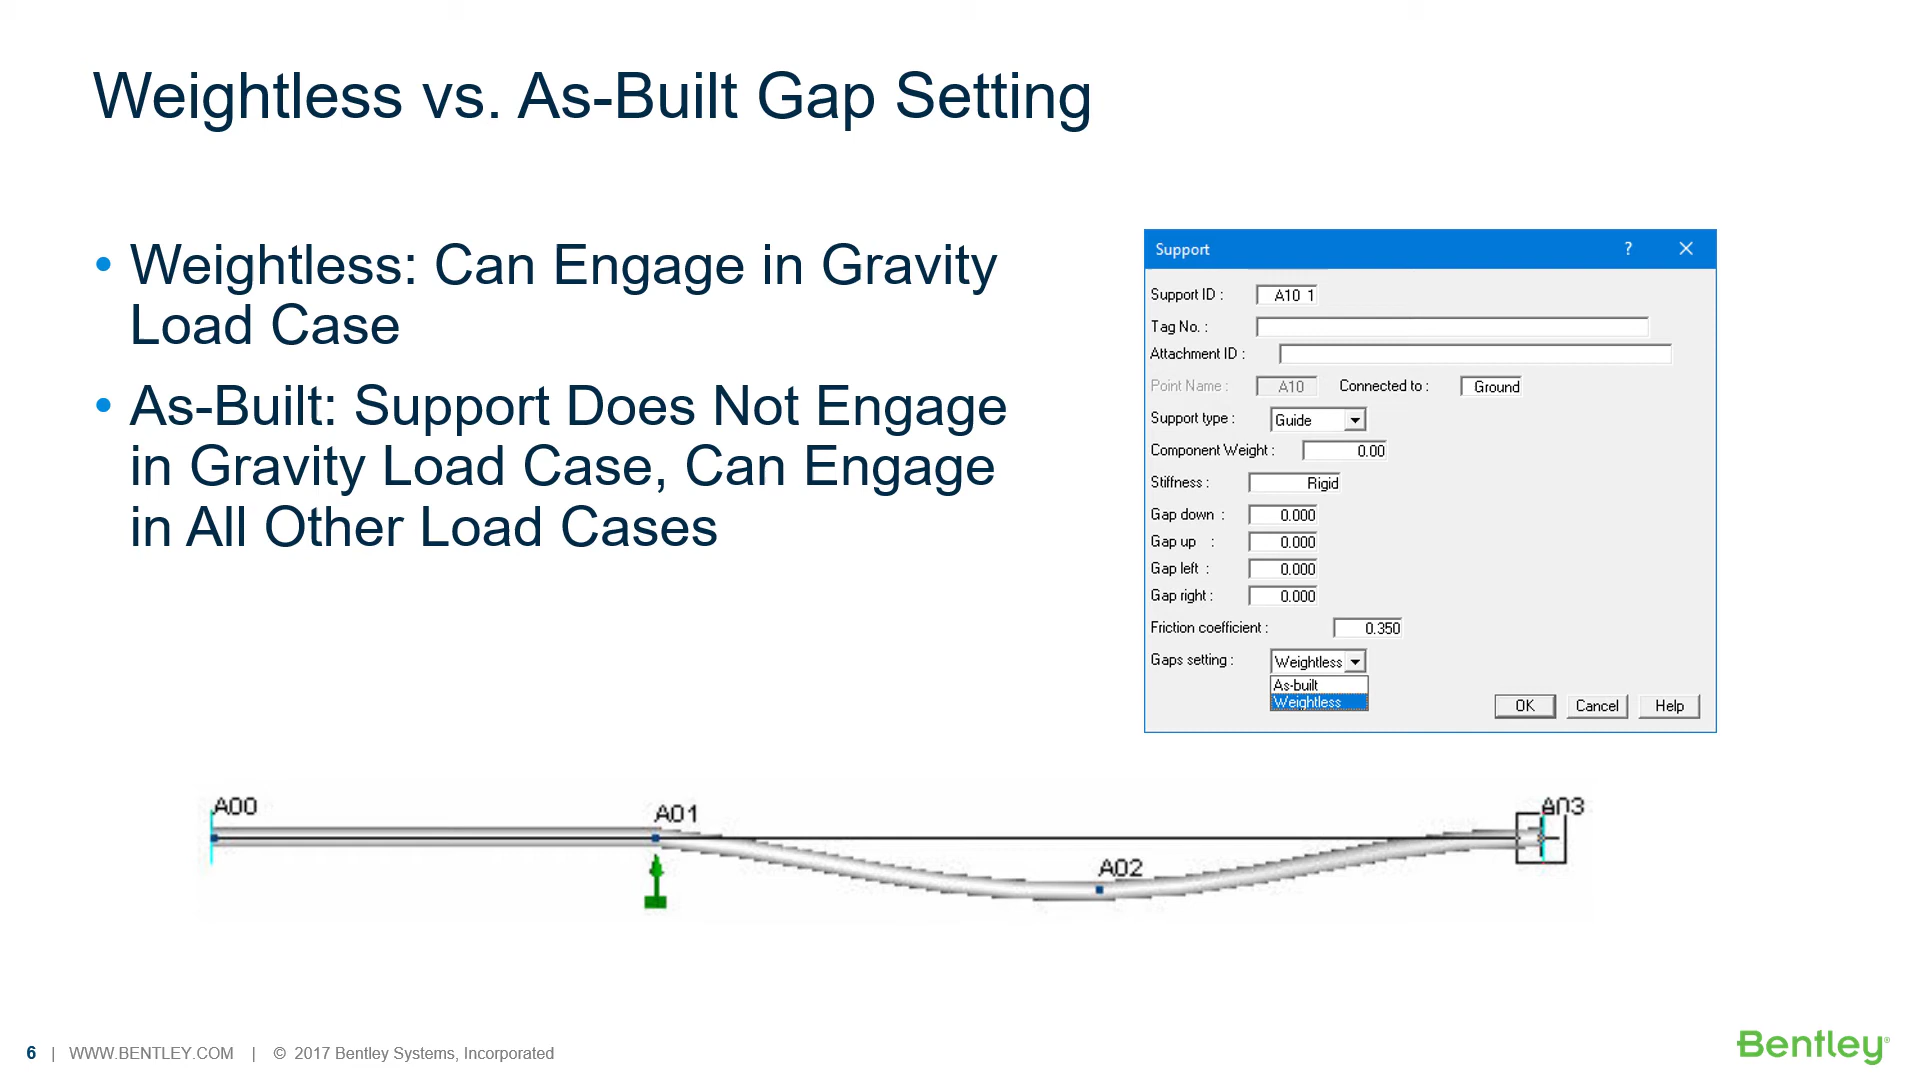 Weightless vs. As-Built Gap Setting
• Weightless: Can Engage in Gravity
Load Case
• As-Built: Support Does Not Engage
in Gravity Load Case, Can Engage
in All Other Load Cases
Support ? ×
Support ID : A10 1
Tag No. :
Attachment ID :
Point Name : A10 Connected to : Ground
Support type : Guide
Component Weight : 0.00
Stiffness : Rigid
Gap down : 0.000
Gap up : 0.000
Gap left : 0.000
Gap right : 0.000
Friction coefficient : 0.350
Gaps setting : Weightless
As-built
Weightless
OK Cancel Help
A00
A01
A02
A03
6 | WWW.BENTLEY.COM | © 2017 Bentley Systems, Incorporated
Bentley®